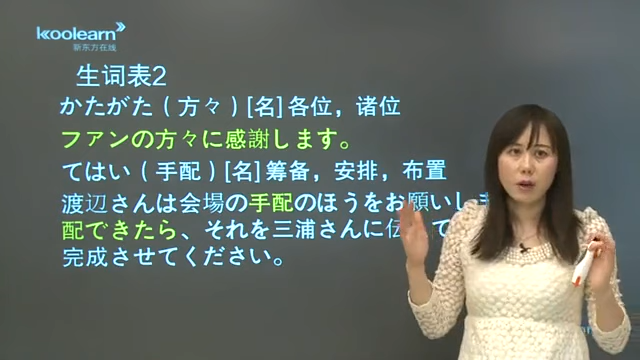 koolearn
新东方在线
生词表2
かたがた（方々）[名]各位，诸位
ファンの方々に感謝します。
てはい（手配）[名]筹备，安排，布置
渡辺さんは会場の手配のほうをお願いしま
配できたら、それを三浦さんに伝
完成させてください。